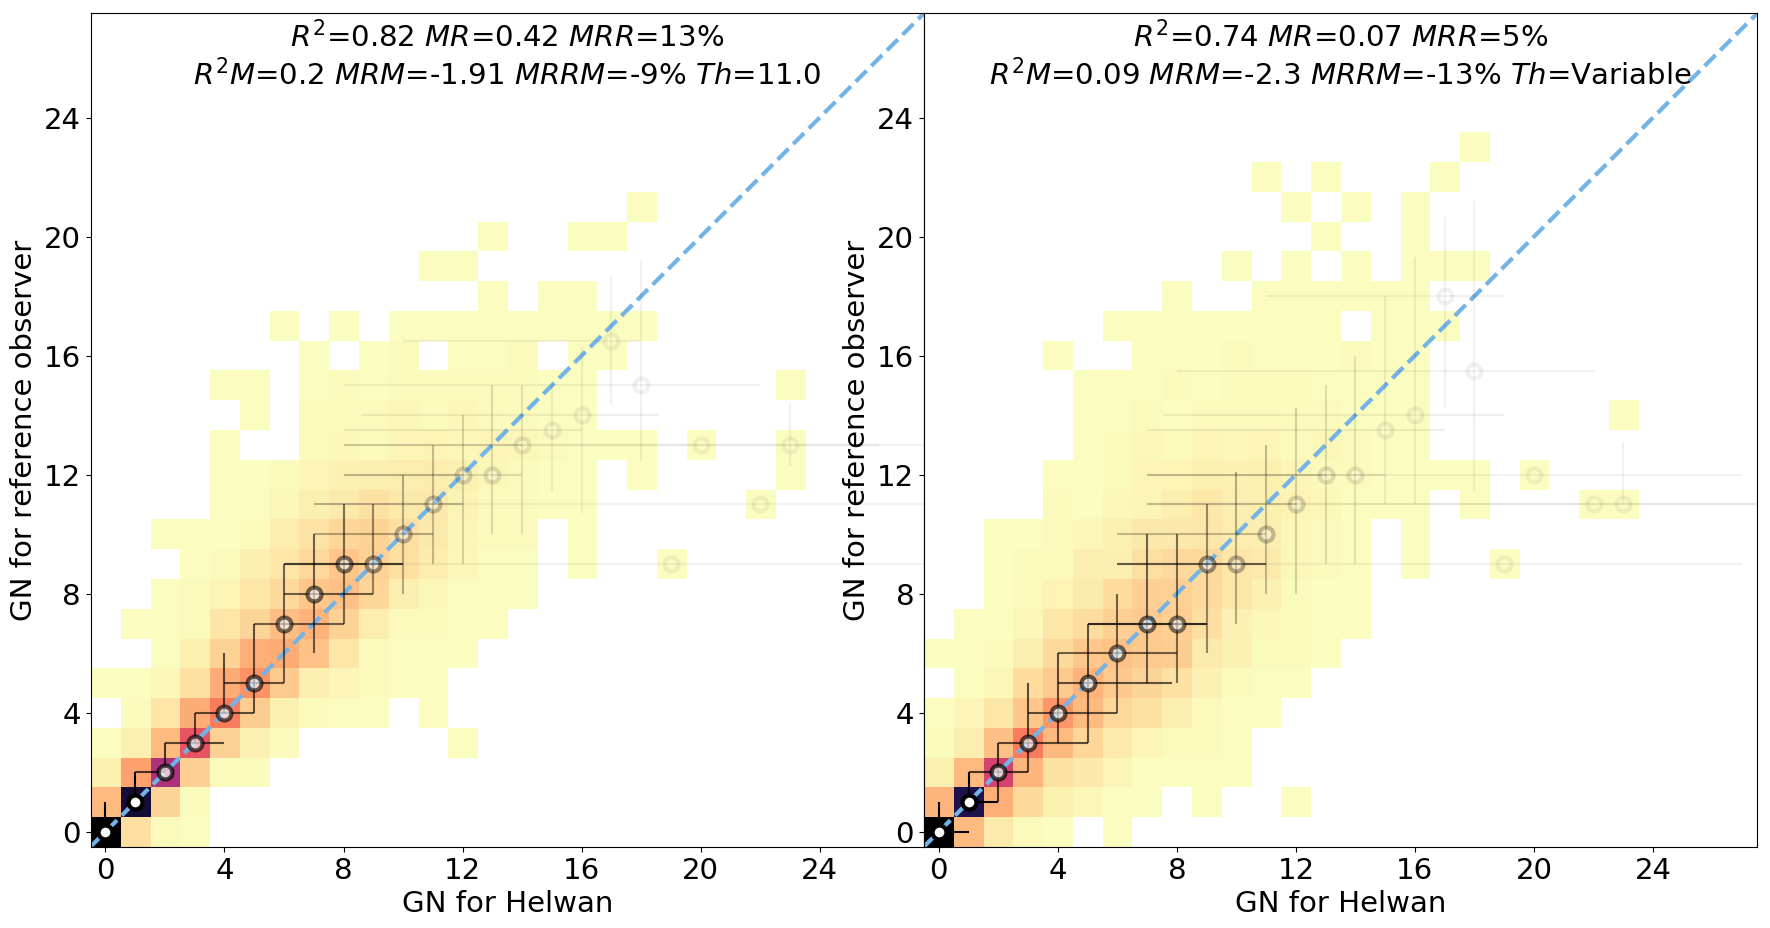 R²=0.82 MR=0.42 MRR=13%
R²M=0.2 MRM=-1.91 MRRM=-9% Th=11.0
24
20
16
12
8
4
0
GN for reference observer
0 4 8 12 16 20 24
GN for Helwan
R²=0.74 MR=0.07 MRR=5%
R²M=0.09 MRM=-2.3 MRRM=-13% Th=Variable
24
20
16
12
8
4
0
GN for reference observer
0 4 8 12 16 20 24
GN for Helwan